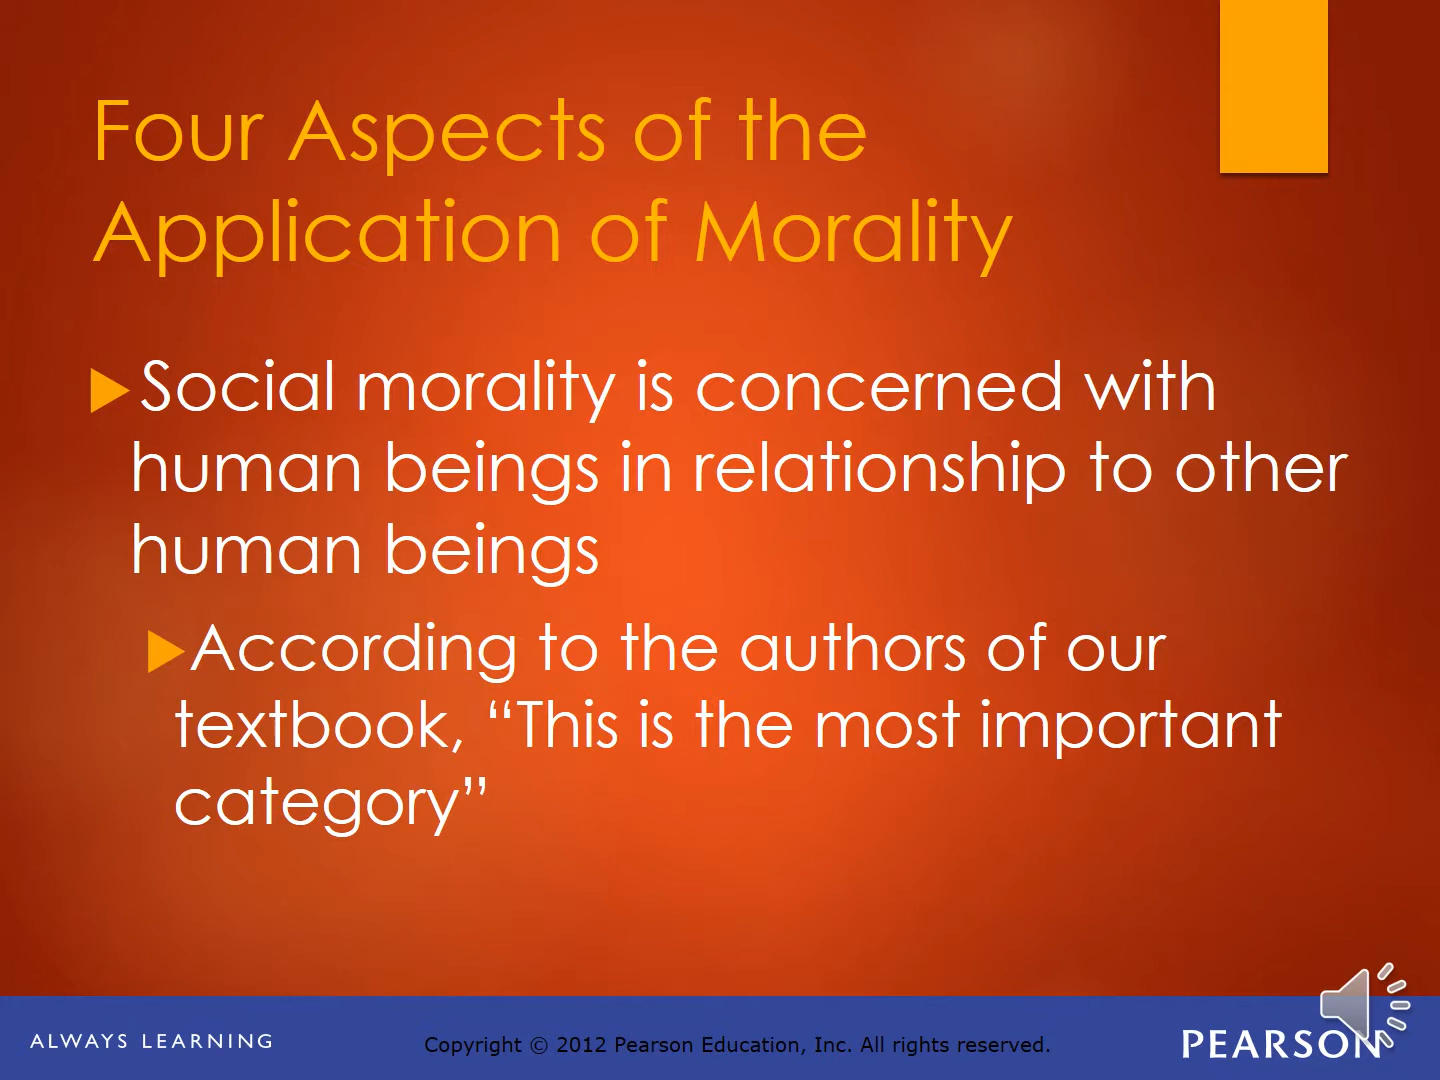 Four Aspects of the
Application of Morality
Social morality is concerned with
human beings in relationship to other
human beings
According to the authors of our
textbook, “This is the most important
category”
ALWAYS LEARNING
Copyright © 2012 Pearson Education, Inc. All rights reserved.
PEARSON